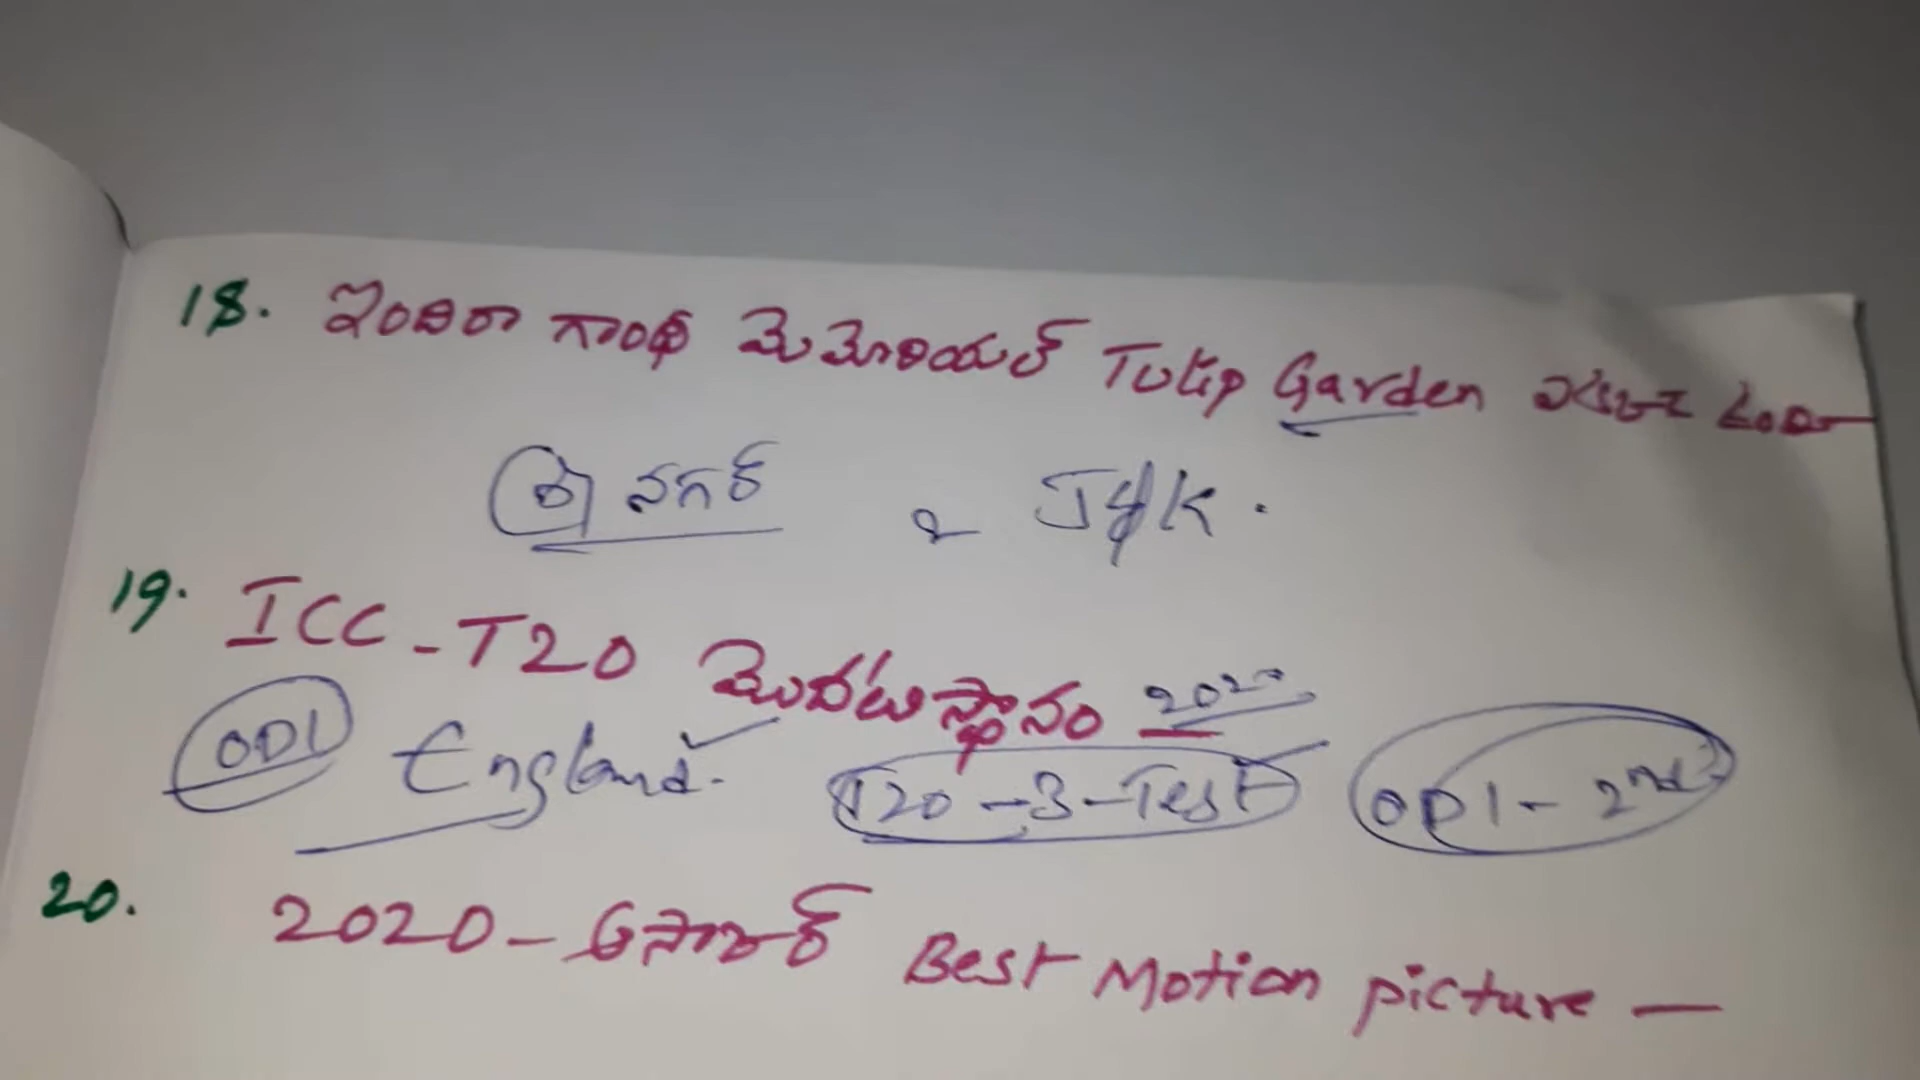 18. ఇందిరా గాంధీ మెమోరియల్ Tulip Garden ఎక్కడ ఉంది
శ్రీనగర్ - J&K.
19. ICC - T20 మొదటి స్థానం 2020
ODI England. T20 - 3 - Test ODI - 2nd
20. 2020 - ఆస్కార్ Best Motion picture —